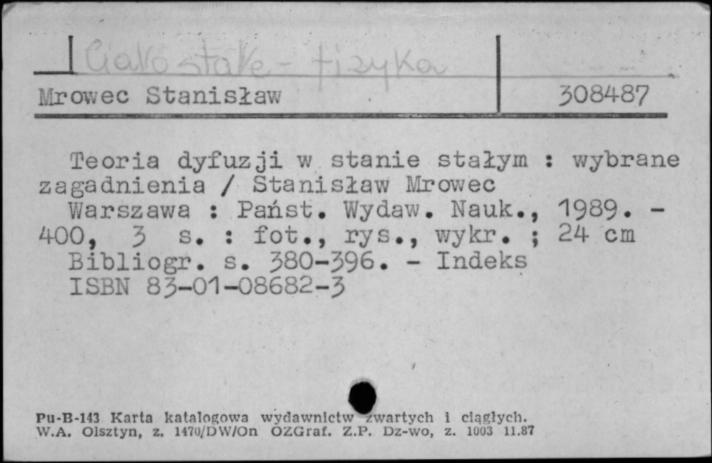 Ciało stałe - fizyka
Mrowec Stanisław 308487
Teoria dyfuzji w stanie stałym : wybrane
zagadnienia / Stanisław Mrowec
Warszawa : Państ. Wydaw. Nauk., 1989. -
400, 3 s. : fot., rys., wykr. ; 24 cm
Bibliogr. s. 380-396. - Indeks
ISBN 83-01-08682-3
Pu-B-143 Karta katalogowa wydawnictw zwartych i ciągłych.
W.A. Olsztyn, z. 1470/DW/On OZGraf. Z.P. Dz-wo, z. 1003 11.87